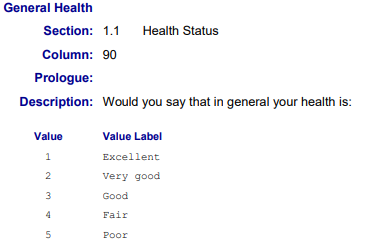 General Health
Section: 1.1 Health Status
Column: 90
Prologue:
Description: Would you say that in general your health is:
Value Value Label
1 Excellent
2 Very good
3 Good
4 Fair
5 Poor